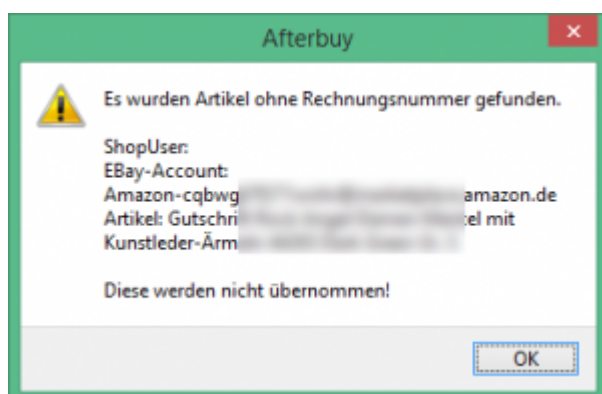 Afterbuy
Es wurden Artikel ohne Rechnungsnummer gefunden.
ShopUser:
EBay-Account:
Amazon-cqbwg amazon.de
Artikel: Gutschri tel mit
Kunstleder-Ärm
Diese werden nicht übernommen!
OK